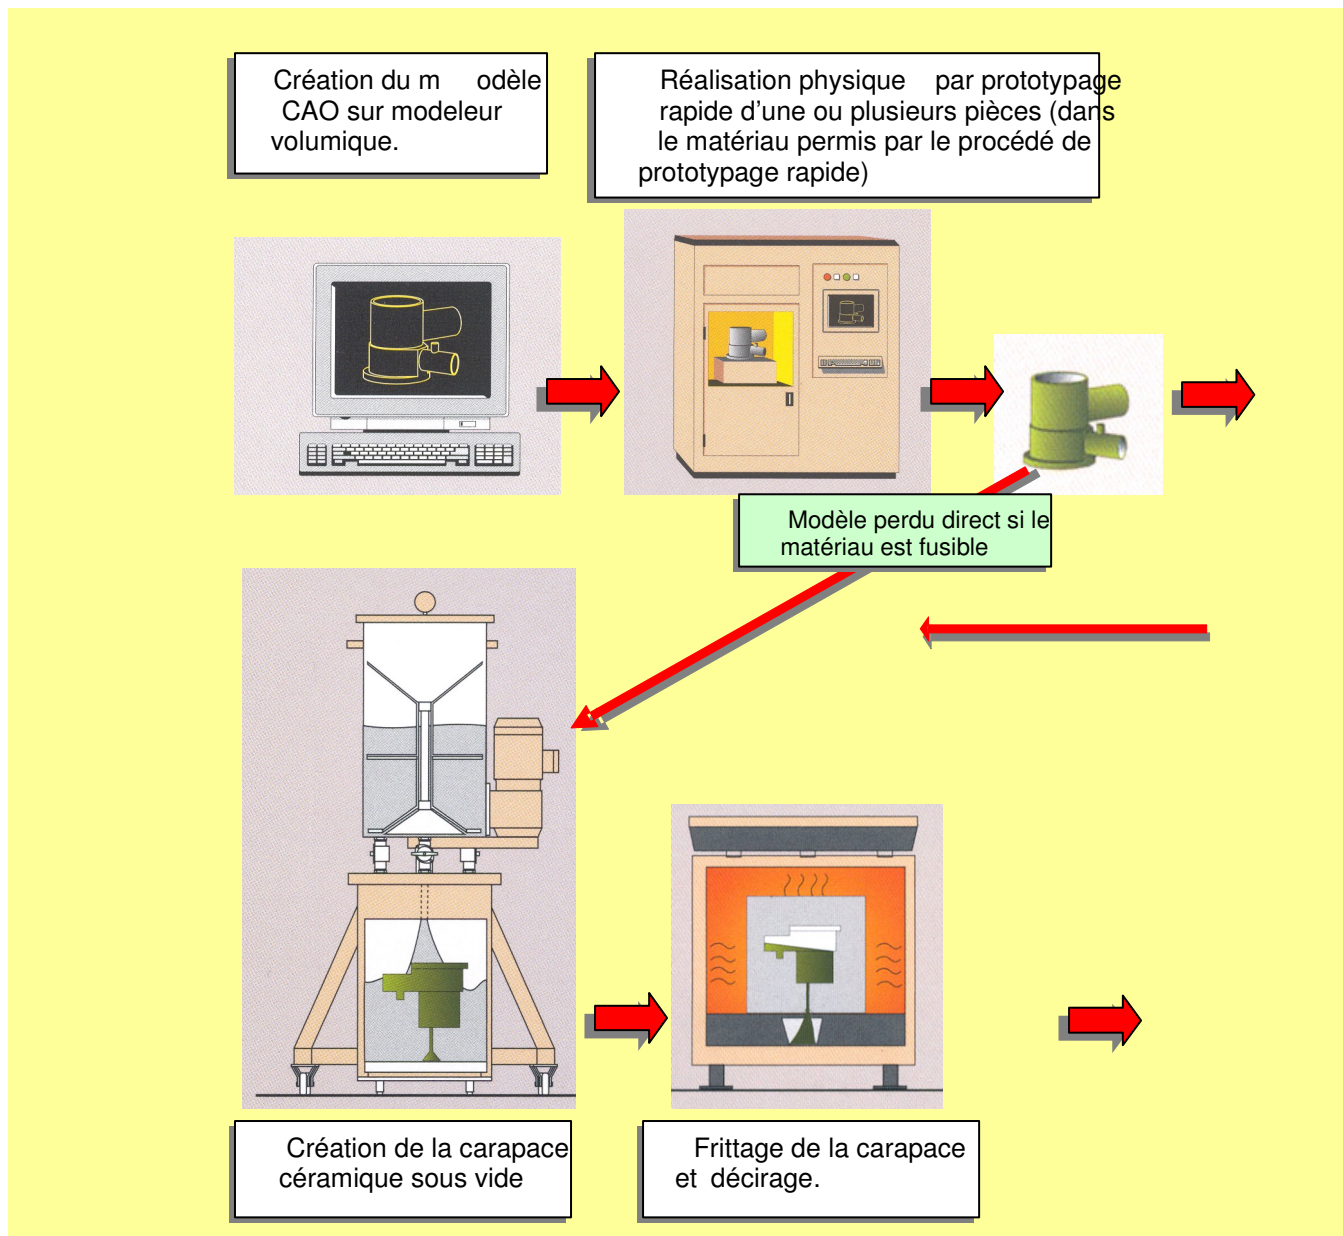 Création du m odèle
CAO sur modeleur
volumique.
Réalisation physique par prototypage
rapide d'une ou plusieurs pièces (dans
le matériau permis par le procédé de
prototypage rapide)
Modèle perdu direct si le
matériau est fusible
Création de la carapace
céramique sous vide
Frittage de la carapace
et décirage.